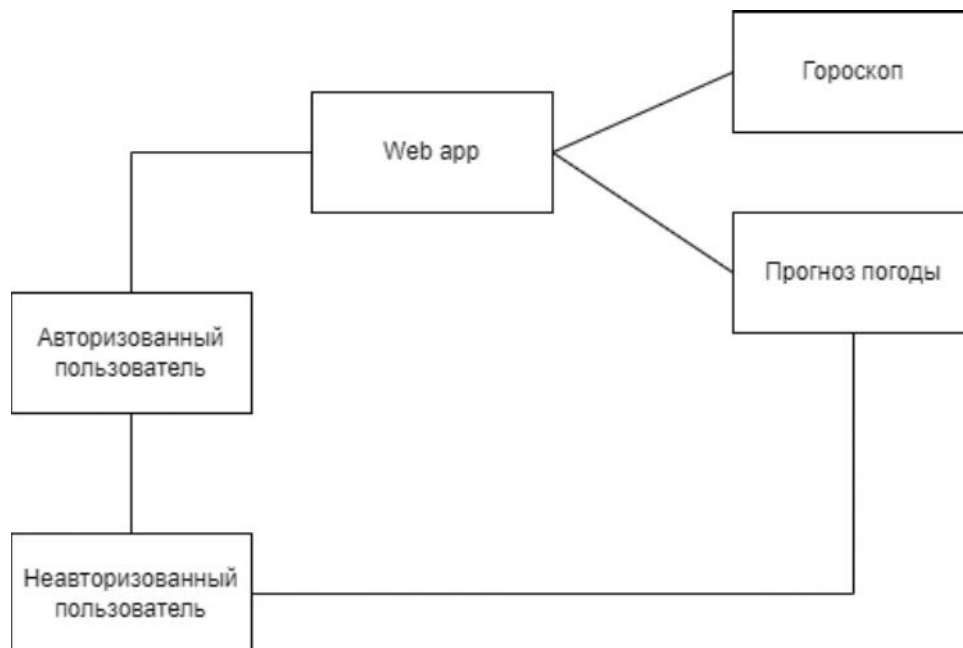 Гороскоп
Web app
Прогноз погоды
Авторизованный
пользователь
Неавторизованный
пользователь